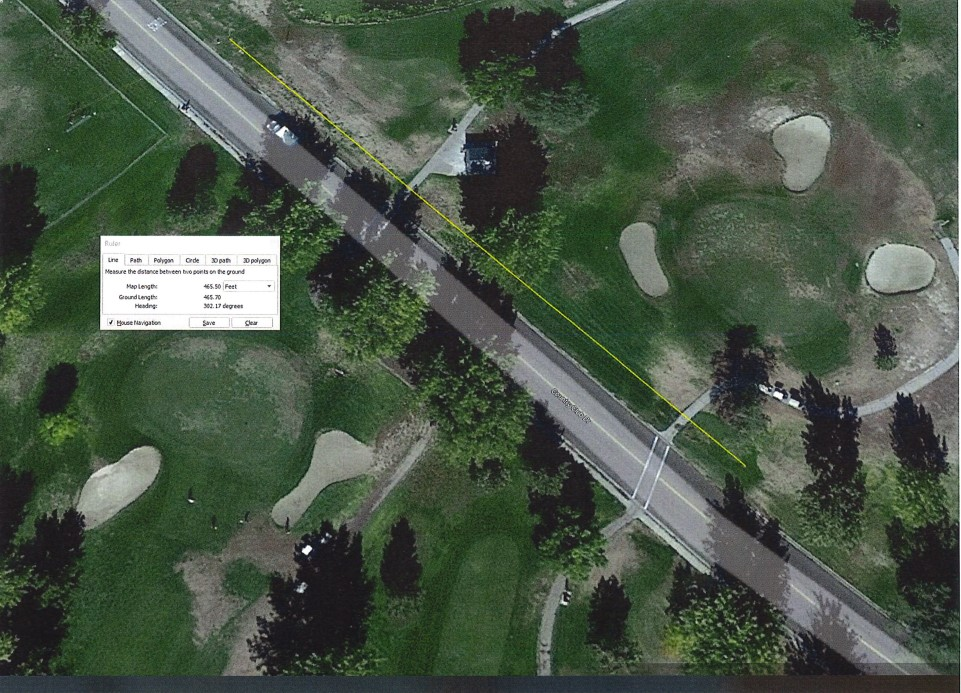 Ruler
Line Path Polygon Circle 3D path 3D polygon
Measure the distance between two points on the ground
Map Length: 465.50 Feet
Ground Length: 465.70
Heading: 302.17 degrees
Mouse Navigation Save Clear